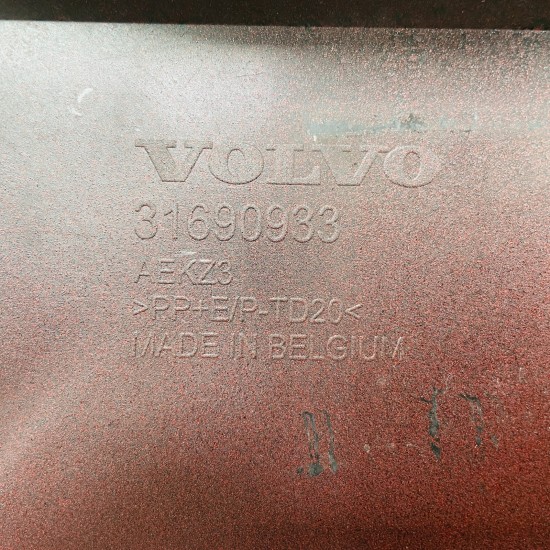 VOLVO
31690933
AEKZ3
>PP+E/P-TD20<
MADE IN BELGIUM